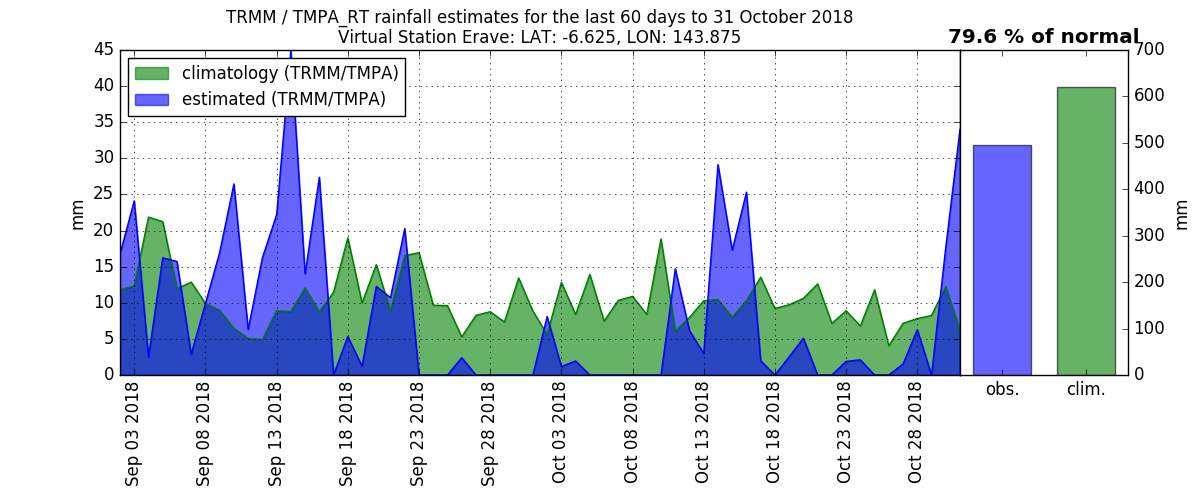 TRMM / TMPA_RT rainfall estimates for the last 60 days to 31 October 2018
Virtual Station Erave: LAT: -6.625, LON: 143.875
79.6 % of normal
climatology (TRMM/TMPA)
estimated (TRMM/TMPA)
mm
45
40
35
30
25
20
15
10
5
0
Sep 03 2018
Sep 08 2018
Sep 13 2018
Sep 18 2018
Sep 23 2018
Sep 28 2018
Oct 03 2018
Oct 08 2018
Oct 13 2018
Oct 18 2018
Oct 23 2018
Oct 28 2018
700
600
500
400
300
200
100
0
mm
obs.
clim.